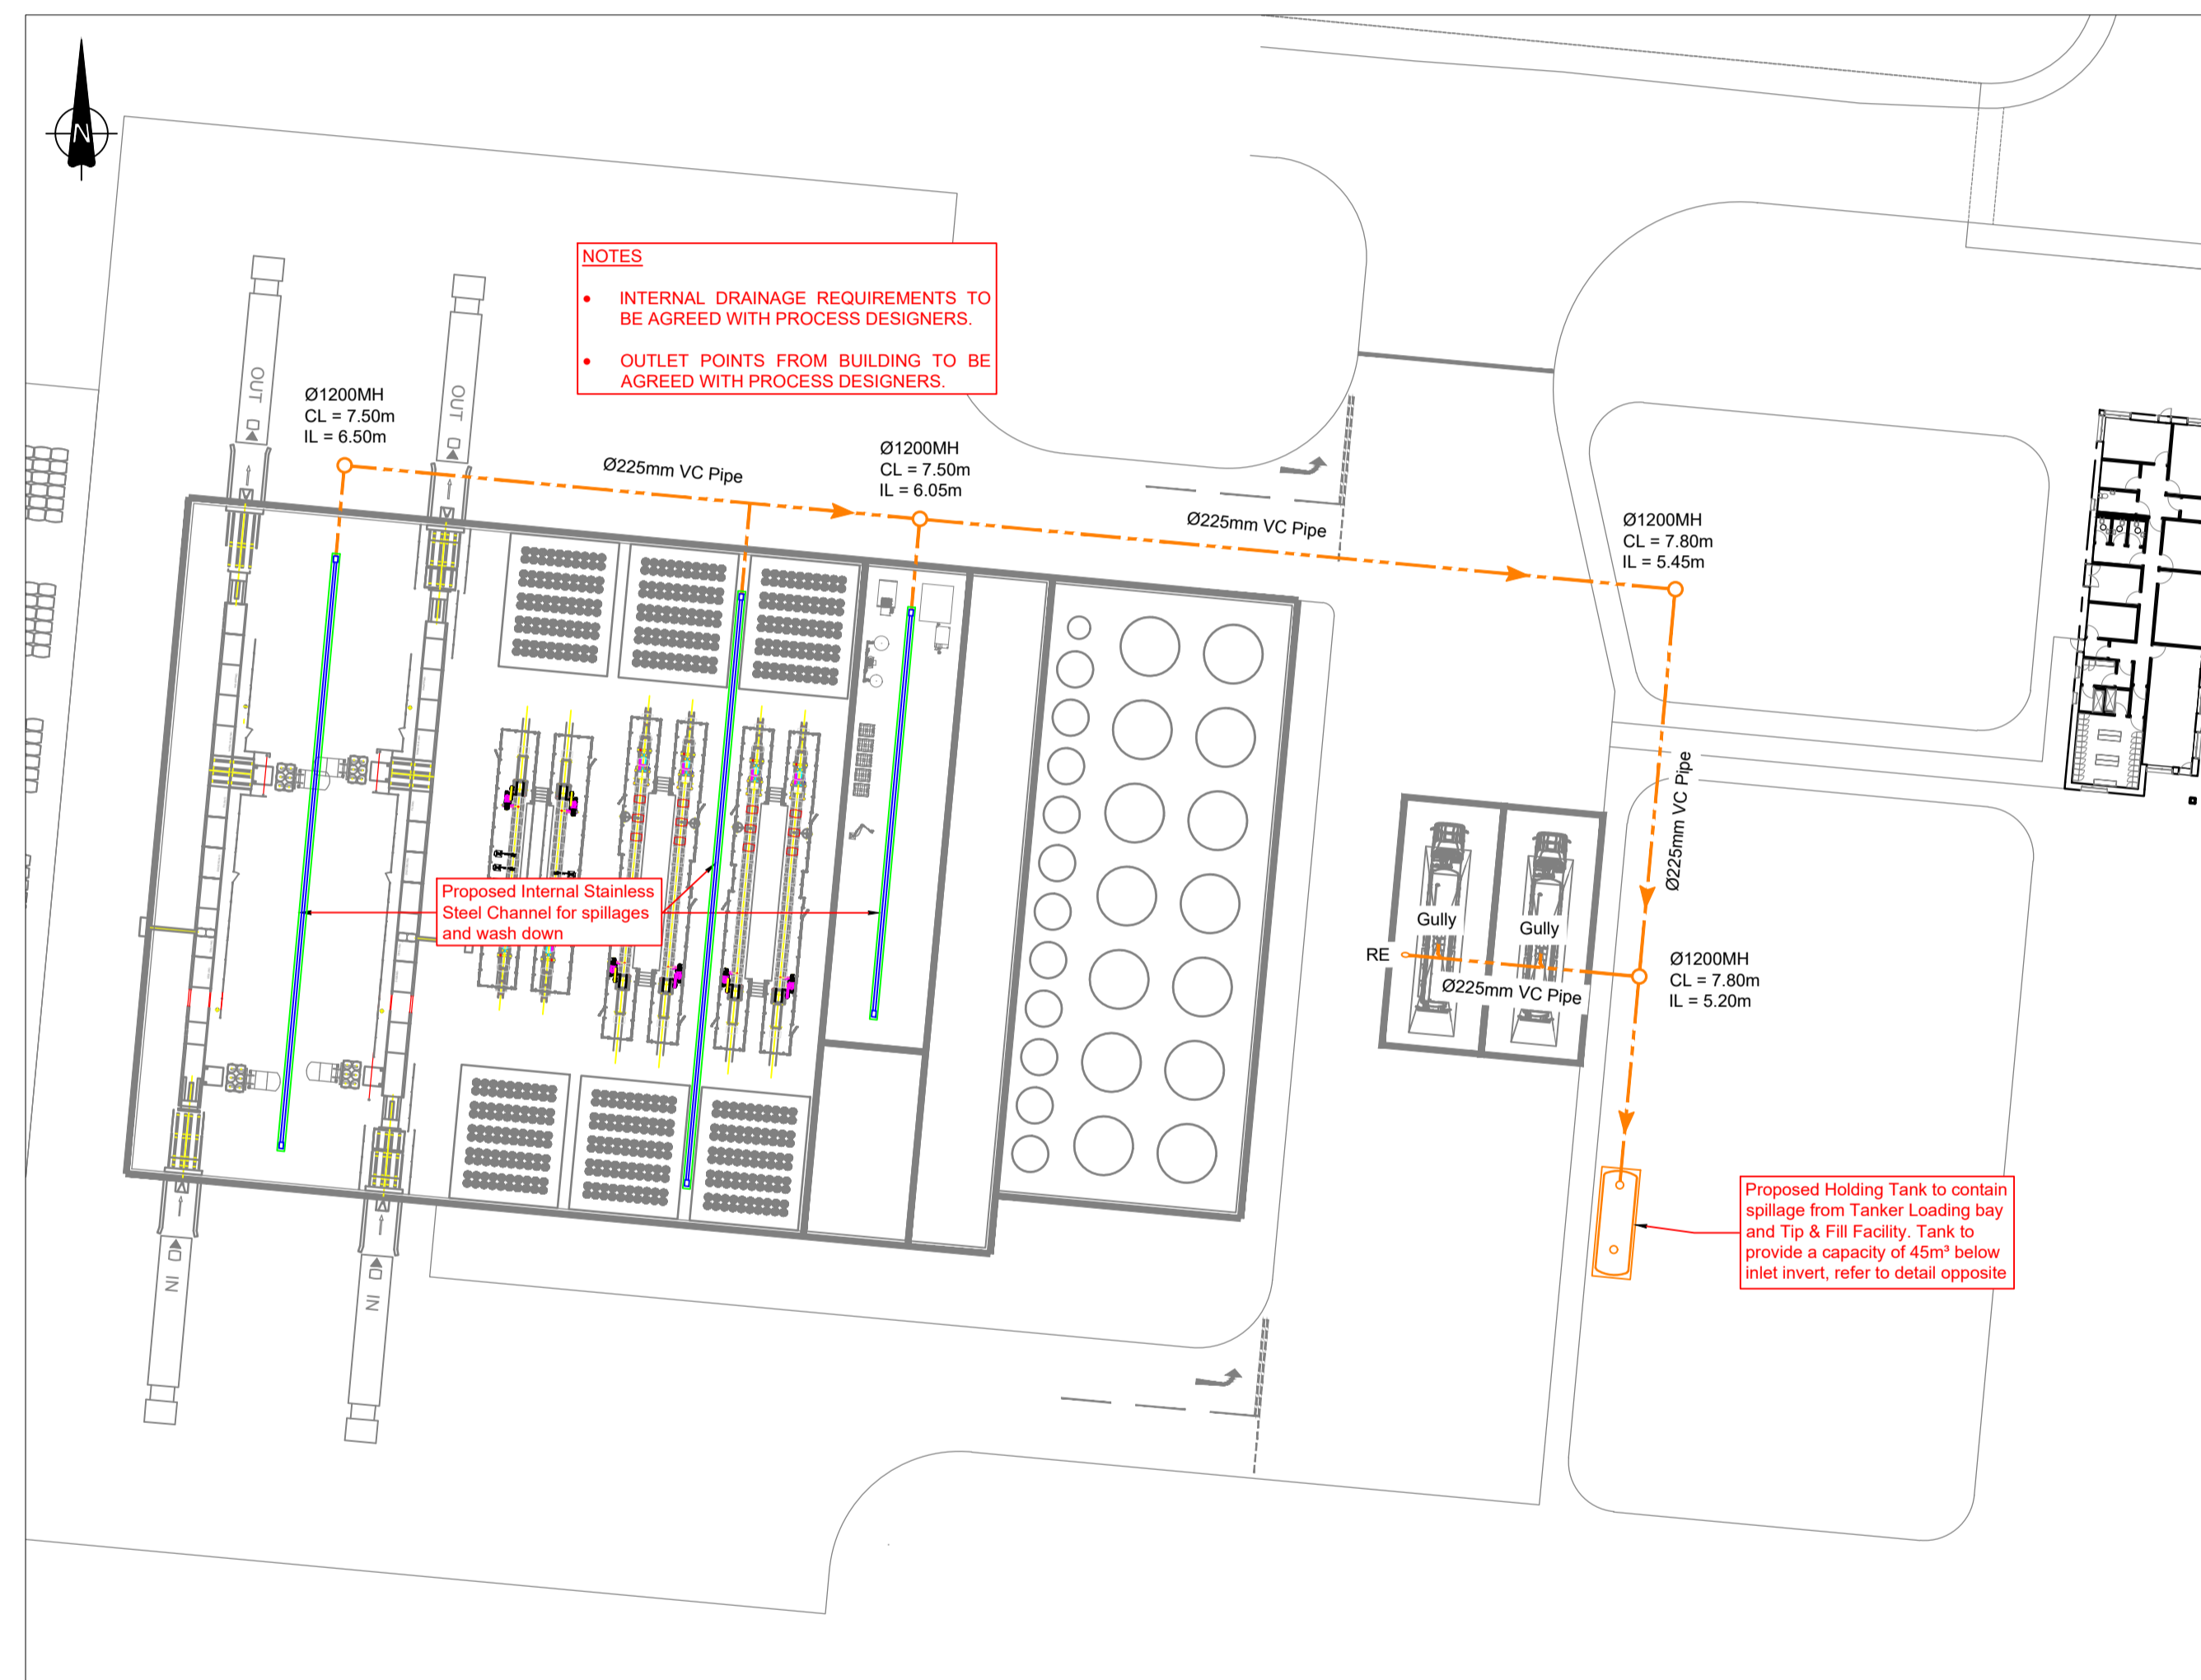 N
NOTES
• INTERNAL DRAINAGE REQUIREMENTS TO
BE AGREED WITH PROCESS DESIGNERS.
• OUTLET POINTS FROM BUILDING TO BE
AGREED WITH PROCESS DESIGNERS.
OUT
OUT
Ø1200MH
CL = 7.50m
IL = 6.50m
Ø225mm VC Pipe
Ø1200MH
CL = 7.50m
IL = 6.05m
Ø225mm VC Pipe
Ø1200MH
CL = 7.80m
IL = 5.45m
Ø225mm VC Pipe
Proposed Internal Stainless
Steel Channel for spillages
and wash down
Gully
Gully
RE
Ø225mm VC Pipe
Ø1200MH
CL = 7.80m
IL = 5.20m
Proposed Holding Tank to contain
spillage from Tanker Loading bay
and Tip & Fill Facility. Tank to
provide a capacity of 45m³ below
inlet invert, refer to detail opposite
IN
IN